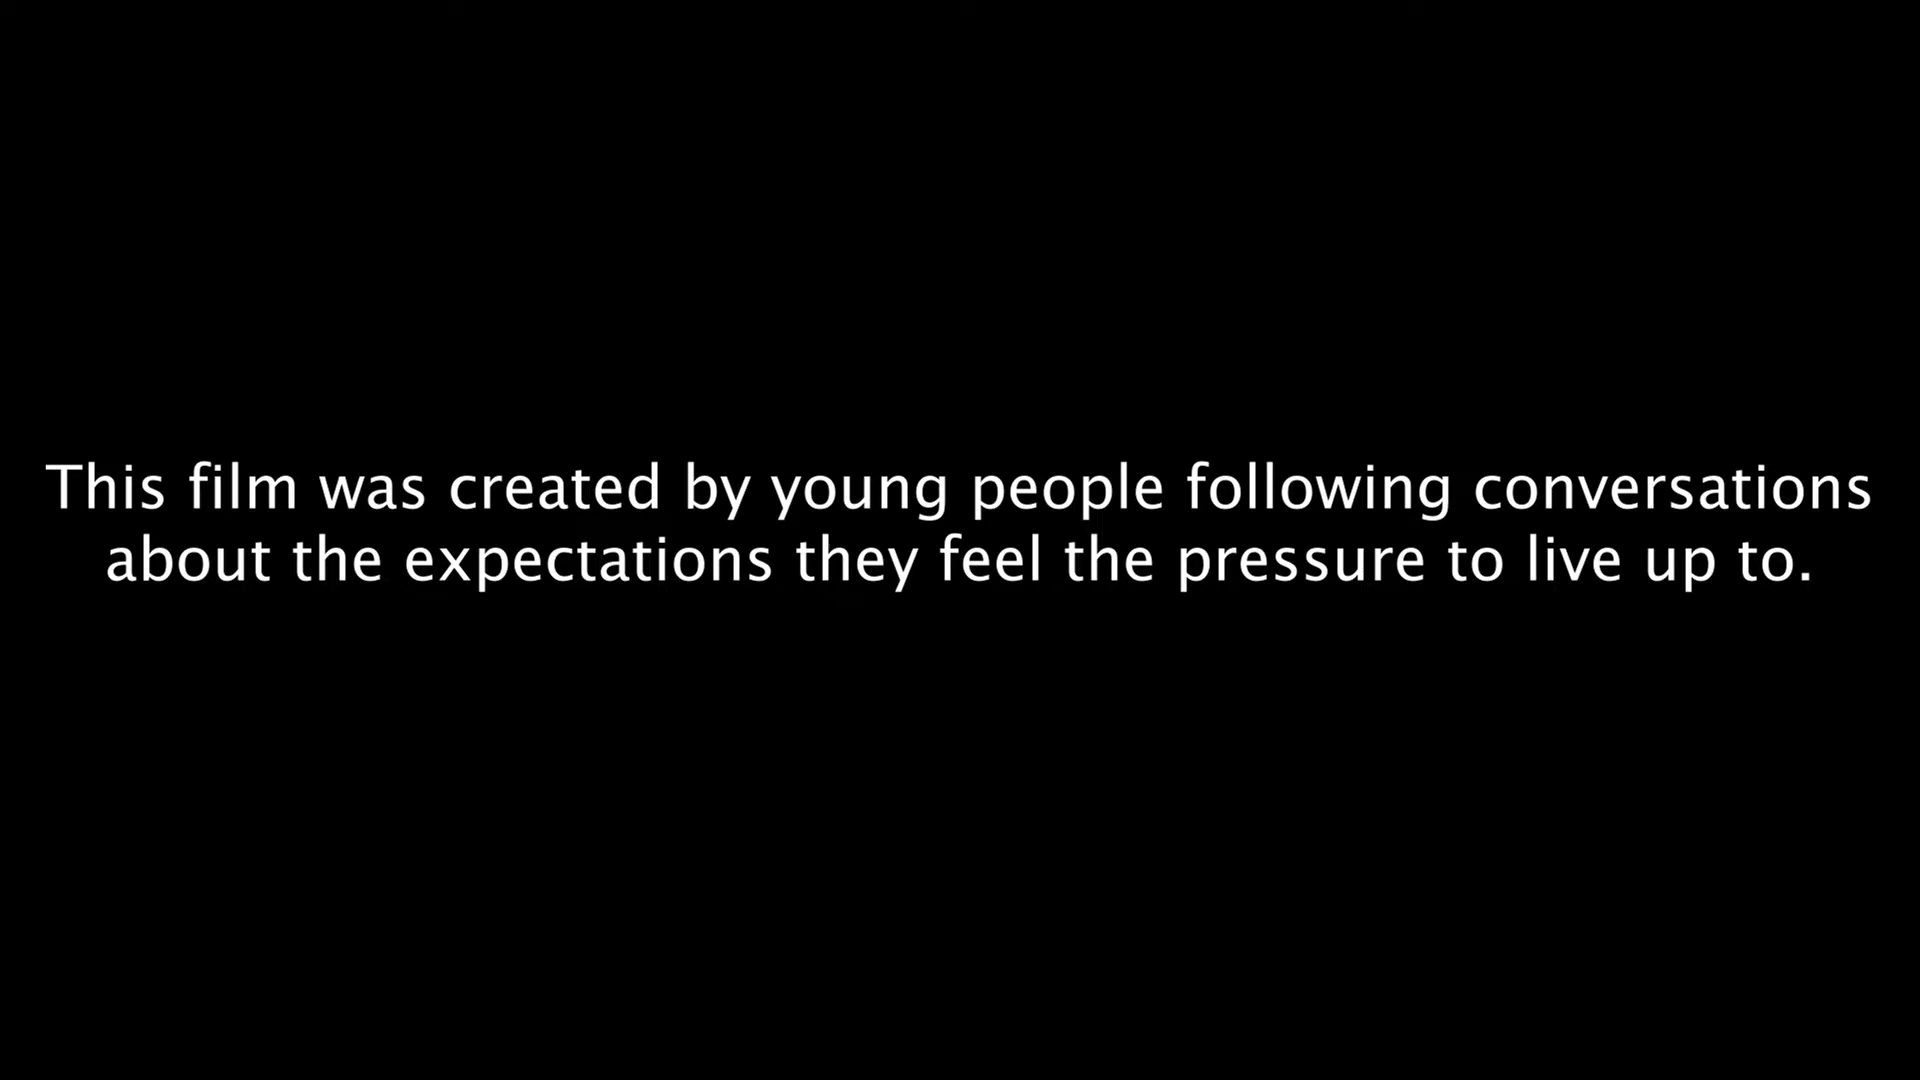 This film was created by young people following conversations
about the expectations they feel the pressure to live up to.